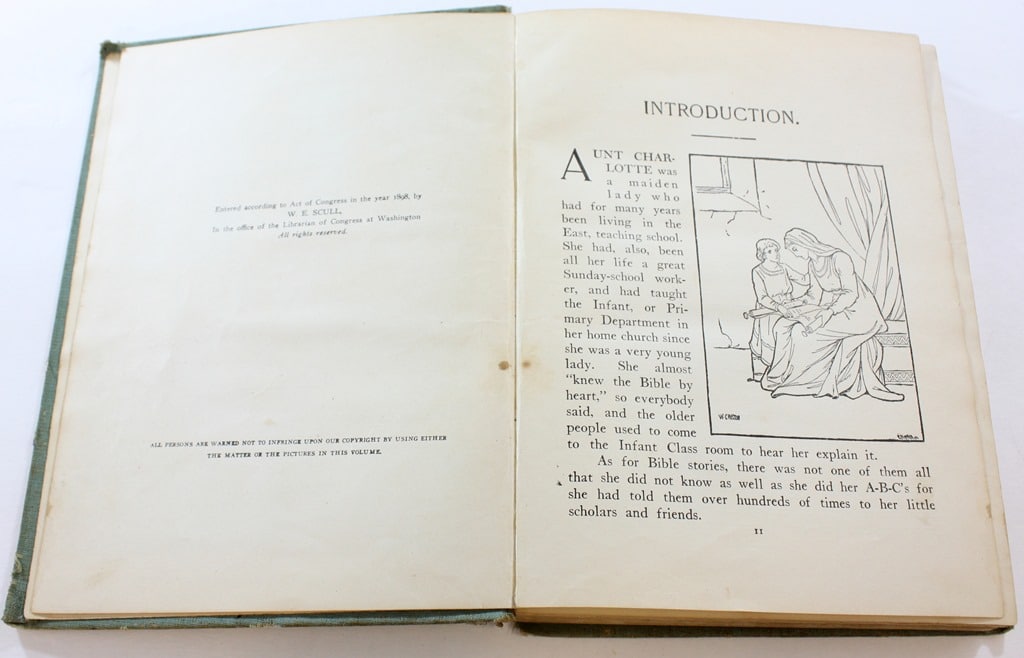 Entered according to Act of Congress in the year 1898, by
W. E. SCULL,
In the office of the Librarian of Congress at Washington
All rights reserved.
ALL PERSONS ARE WARNED NOT TO INFRINGE UPON OUR COPYRIGHT BY USING EITHER
THE MATTER OR THE PICTURES IN THIS VOLUME.
INTRODUCTION.
AUNT CHAR-
LOTTE was
a maiden
lady who
had for many years
been living in the
East, teaching school.
She had, also, been
all her life a great
Sunday-school work-
er, and had taught
the Infant, or Pri-
mary Department in
her home church since
she was a very young
lady. She almost
"knew the Bible by
heart," so everybody
said, and the older
people used to come
to the Infant Class room to hear her explain it.
As for Bible stories, there was not one of them all
that she did not know as well as she did her A-B-C's for
she had told them over hundreds of times to her little
scholars and friends.
11